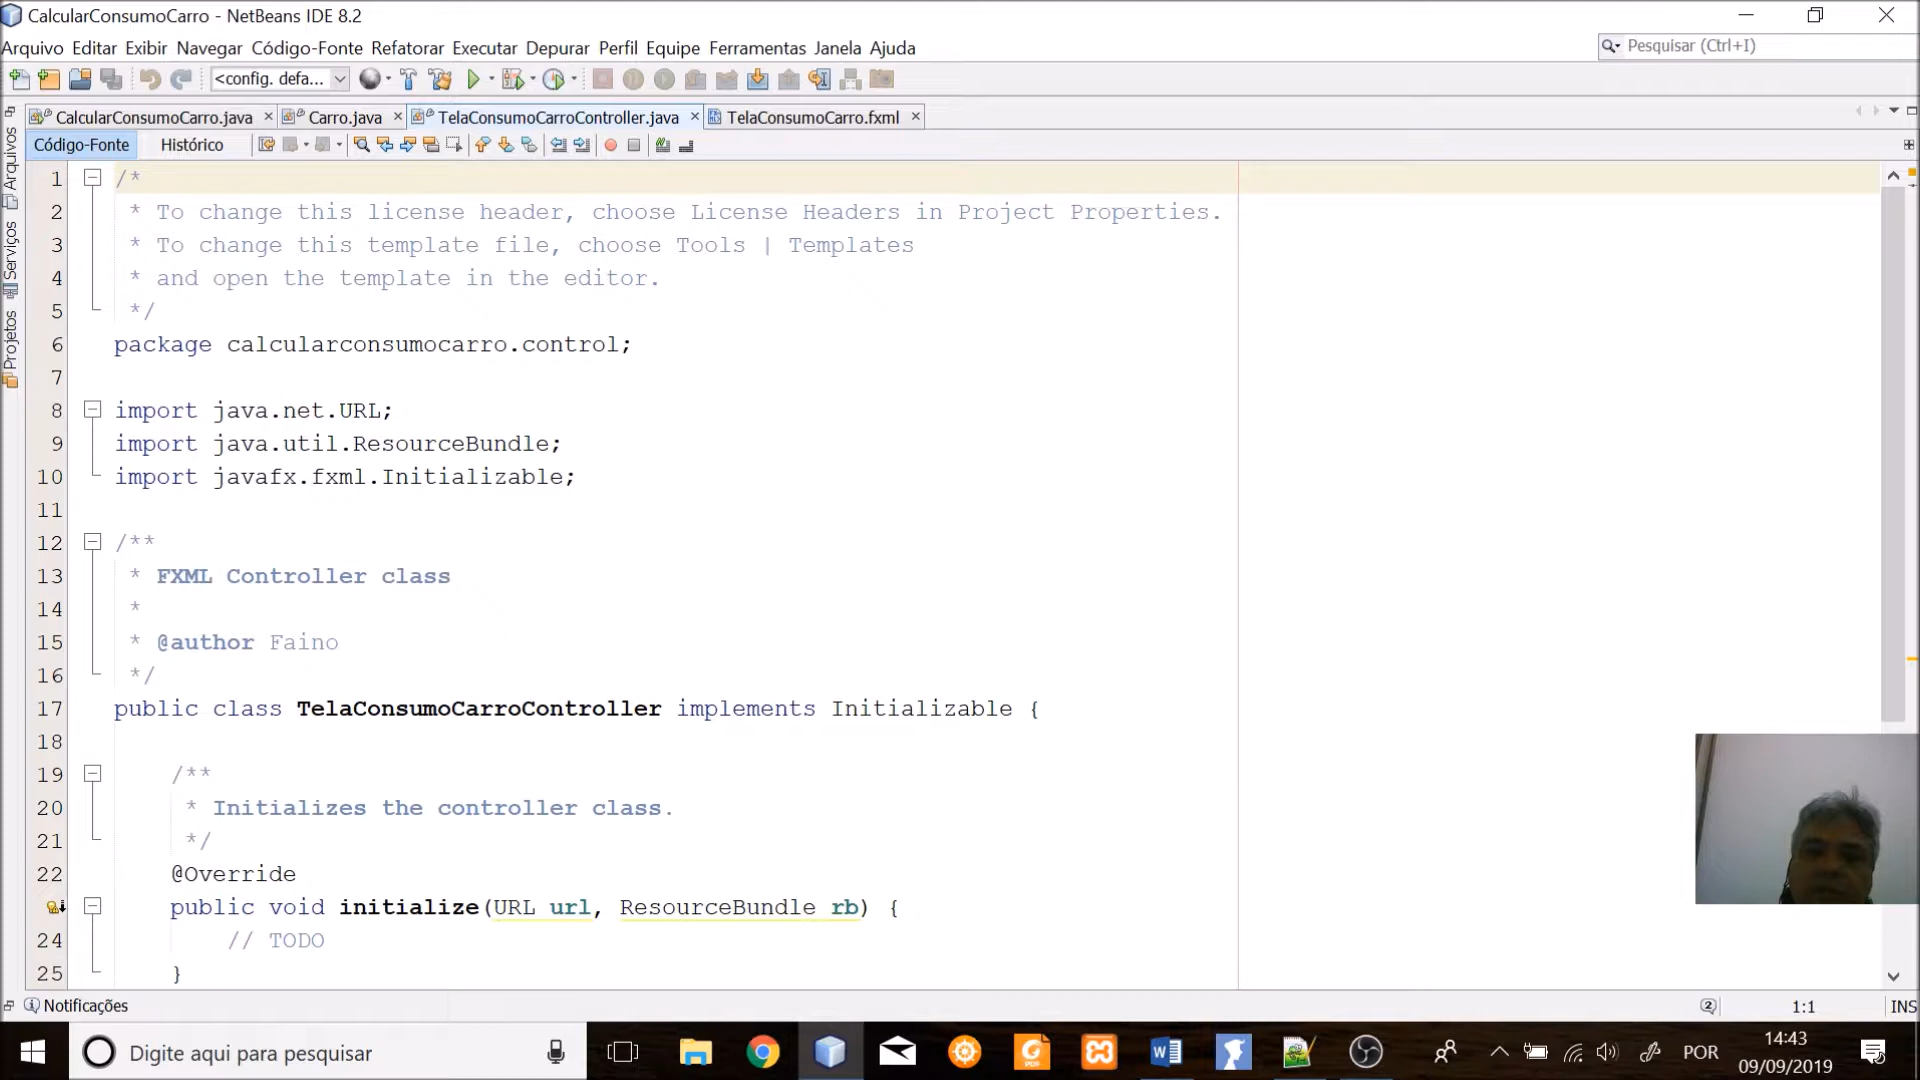 CalcularConsumoCarro - NetBeans IDE 8.2
Arquivo Editar Exibir Navegar Código-Fonte Refatorar Executar Depurar Perfil Equipe Ferramentas Janela Ajuda
Pesquisar (Ctrl+I)
<config. defa...
CalcularConsumoCarro.java Carro.java TelaConsumoCarroController.java TelaConsumoCarro.fxml
Código-Fonte Histórico
Arquivos
Serviços
Projetos
1 /*
2 * To change this license header, choose License Headers in Project Properties.
3 * To change this template file, choose Tools | Templates
4 * and open the template in the editor.
5 */
6 package calcularconsumocarro.control;
7
8 import java.net.URL;
9 import java.util.ResourceBundle;
10 import javafx.fxml.Initializable;
11
12 /**
13 * FXML Controller class
14 *
15 * @author Faino
16 */
17 public class TelaConsumoCarroController implements Initializable {
18
19 /**
20 * Initializes the controller class.
21 */
22 @Override
public void initialize(URL url, ResourceBundle rb) {
24 // TODO
25 }
Notificações 2 1:1 INS
Digite aqui para pesquisar
POR
14:43
09/09/2019